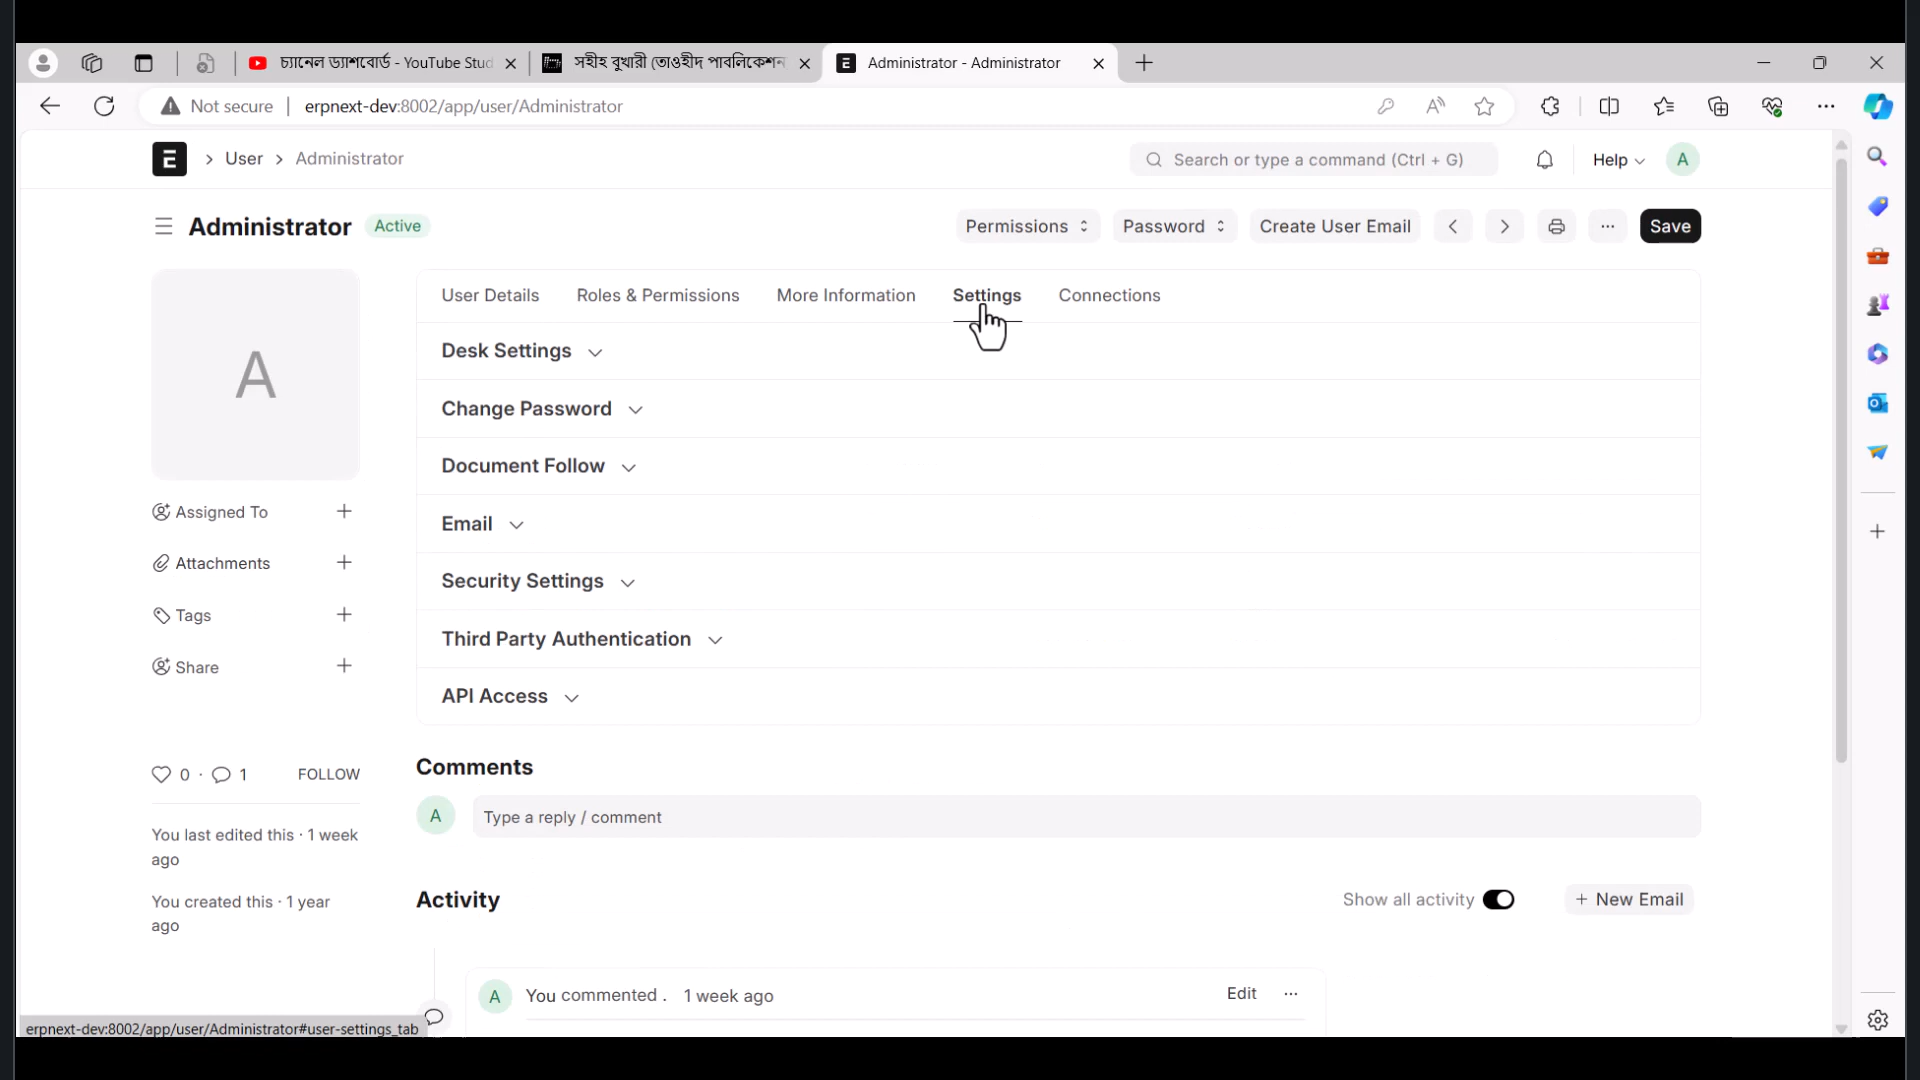 চ্যানেল ড্যাশবোর্ড - YouTube Stud
সহীহ বুখারী (তাওহীদ পাবলিকেশন
Administrator - Administrator
Not secure
erpnext-dev:8002/app/user/Administrator
E
User
Administrator
Search or type a command (Ctrl + G)
Help
A
Administrator
Active
Permissions
Password
Create User Email
Save
User Details
Roles & Permissions
More Information
Settings
Connections
A
Desk Settings
Change Password
Document Follow
Email
Security Settings
Third Party Authentication
API Access
Assigned To
Attachments
Tags
Share
0 · 1
FOLLOW
You last edited this · 1 week
ago
You created this · 1 year
ago
Comments
A
Type a reply / comment
Activity
Show all activity
+ New Email
A
You commented . 1 week ago
Edit
erpnext-dev:8002/app/user/Administrator#user-settings_tab